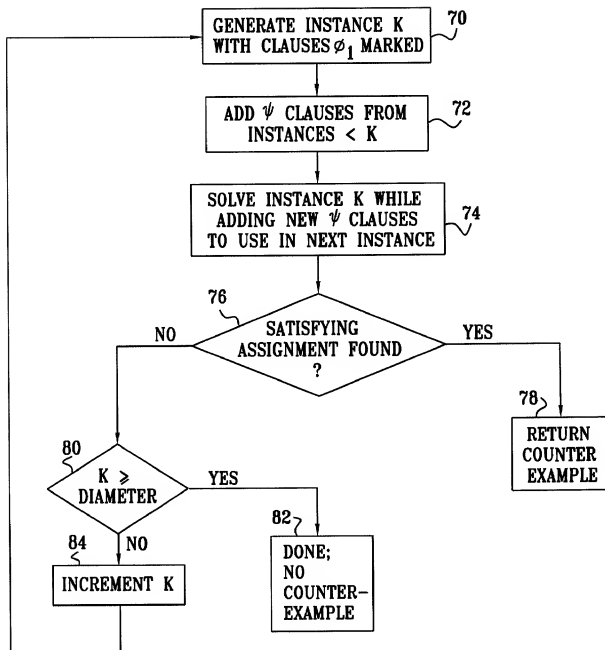 GENERATE INSTANCE K
WITH CLAUSES ϕ₁ MARKED
70
ADD ψ CLAUSES FROM
INSTANCES < K
72
SOLVE INSTANCE K WHILE
ADDING NEW ψ CLAUSES
TO USE IN NEXT INSTANCE
74
76
NO
SATISFYING
ASSIGNMENT FOUND
?
YES
78
RETURN
COUNTER
EXAMPLE
80
K ⩾
DIAMETER
YES
NO
82
DONE;
NO
COUNTER-
EXAMPLE
84
INCREMENT K